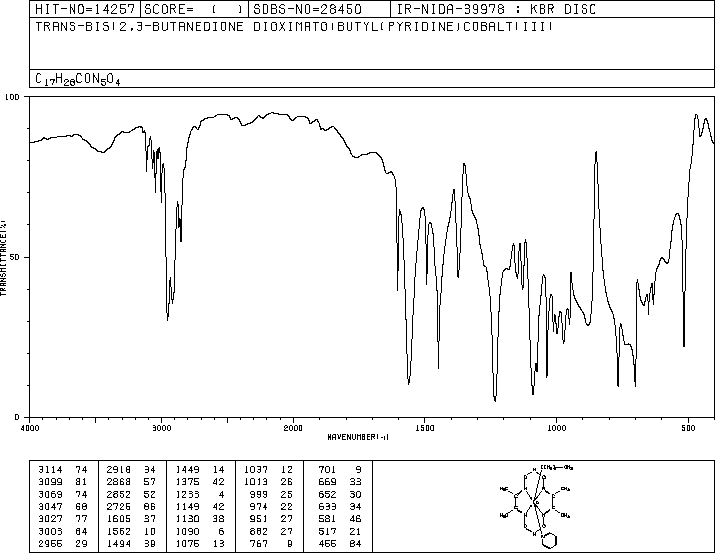 HIT-NO=14257 SCORE= ( ) SDBS-NO=28450 IR-NIDA-39978 : KBR DISC
TRANS-BIS(2,3-BUTANEDIONE DIOXIMATO)BUTYL(PYRIDINE)COBALT(III)
C17H28CON5O4
100
50
0
TRANSMITTANCE(%)
4000 3000 2000 1500 1000 500
WAVENUMBER(-1)
3114 74 2918 34 1449 14 1037 12 701 9
3099 81 2868 57 1375 42 1013 26 669 33
3069 74 2852 52 1233 4 999 25 652 30
3047 68 2726 86 1149 42 974 22 633 34
3027 77 1605 37 1130 38 951 27 581 46
3003 64 1562 10 1090 6 882 27 517 21
2955 29 1494 39 1075 13 767 9 455 84